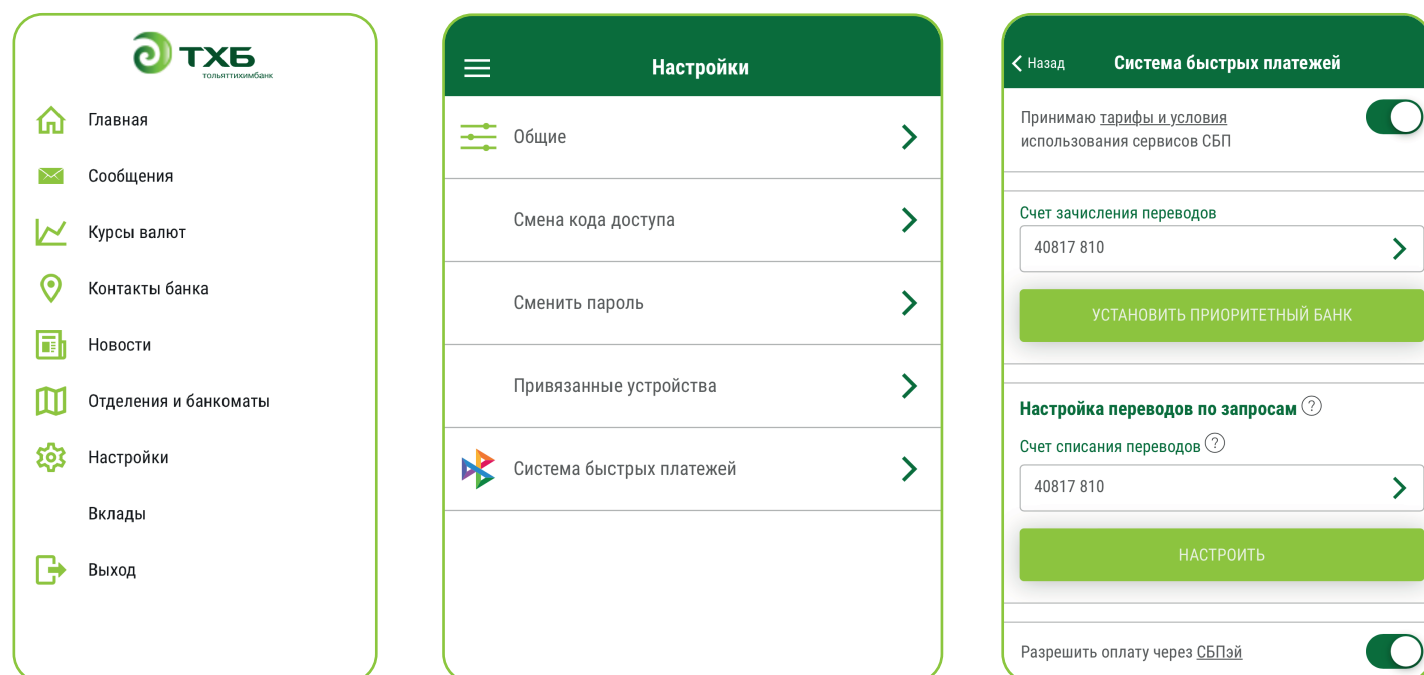 ТХБ
тольяттихимбанк
Главная
Сообщения
Курсы валют
Контакты банка
Новости
Отделения и банкоматы
Настройки
Вклады
Выход
Настройки
Общие
Смена кода доступа
Сменить пароль
Привязанные устройства
Система быстрых платежей
Назад
Система быстрых платежей
Принимаю тарифы и условия
использования сервисов СБП
Счет зачисления переводов
40817 810
УСТАНОВИТЬ ПРИОРИТЕТНЫЙ БАНК
Настройка переводов по запросам ?
Счет списания переводов ?
40817 810
НАСТРОИТЬ
Разрешить оплату через СБПэй